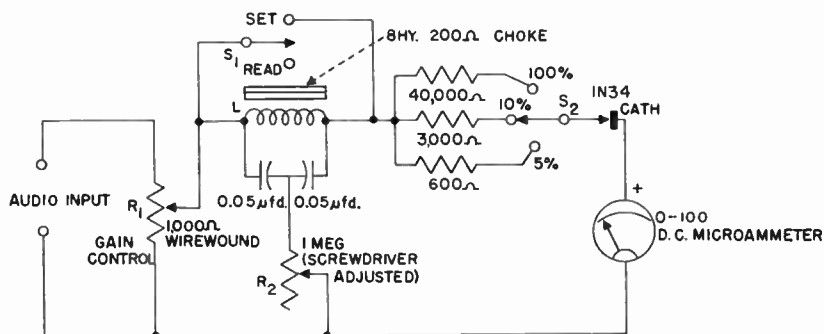 SET
8HY. 200Ω CHOKE
S1
READ
100%
40,000Ω
1N34
CATH
10%
S2
L
3,000Ω
5%
600Ω
0.05μfd. 0.05μfd.
AUDIO INPUT
R1
1,000Ω
WIREWOUND
GAIN
CONTROL
1 MEG
(SCREWDRIVER
ADJUSTED)
R2
+
0-100
D.C. MICROAMMETER